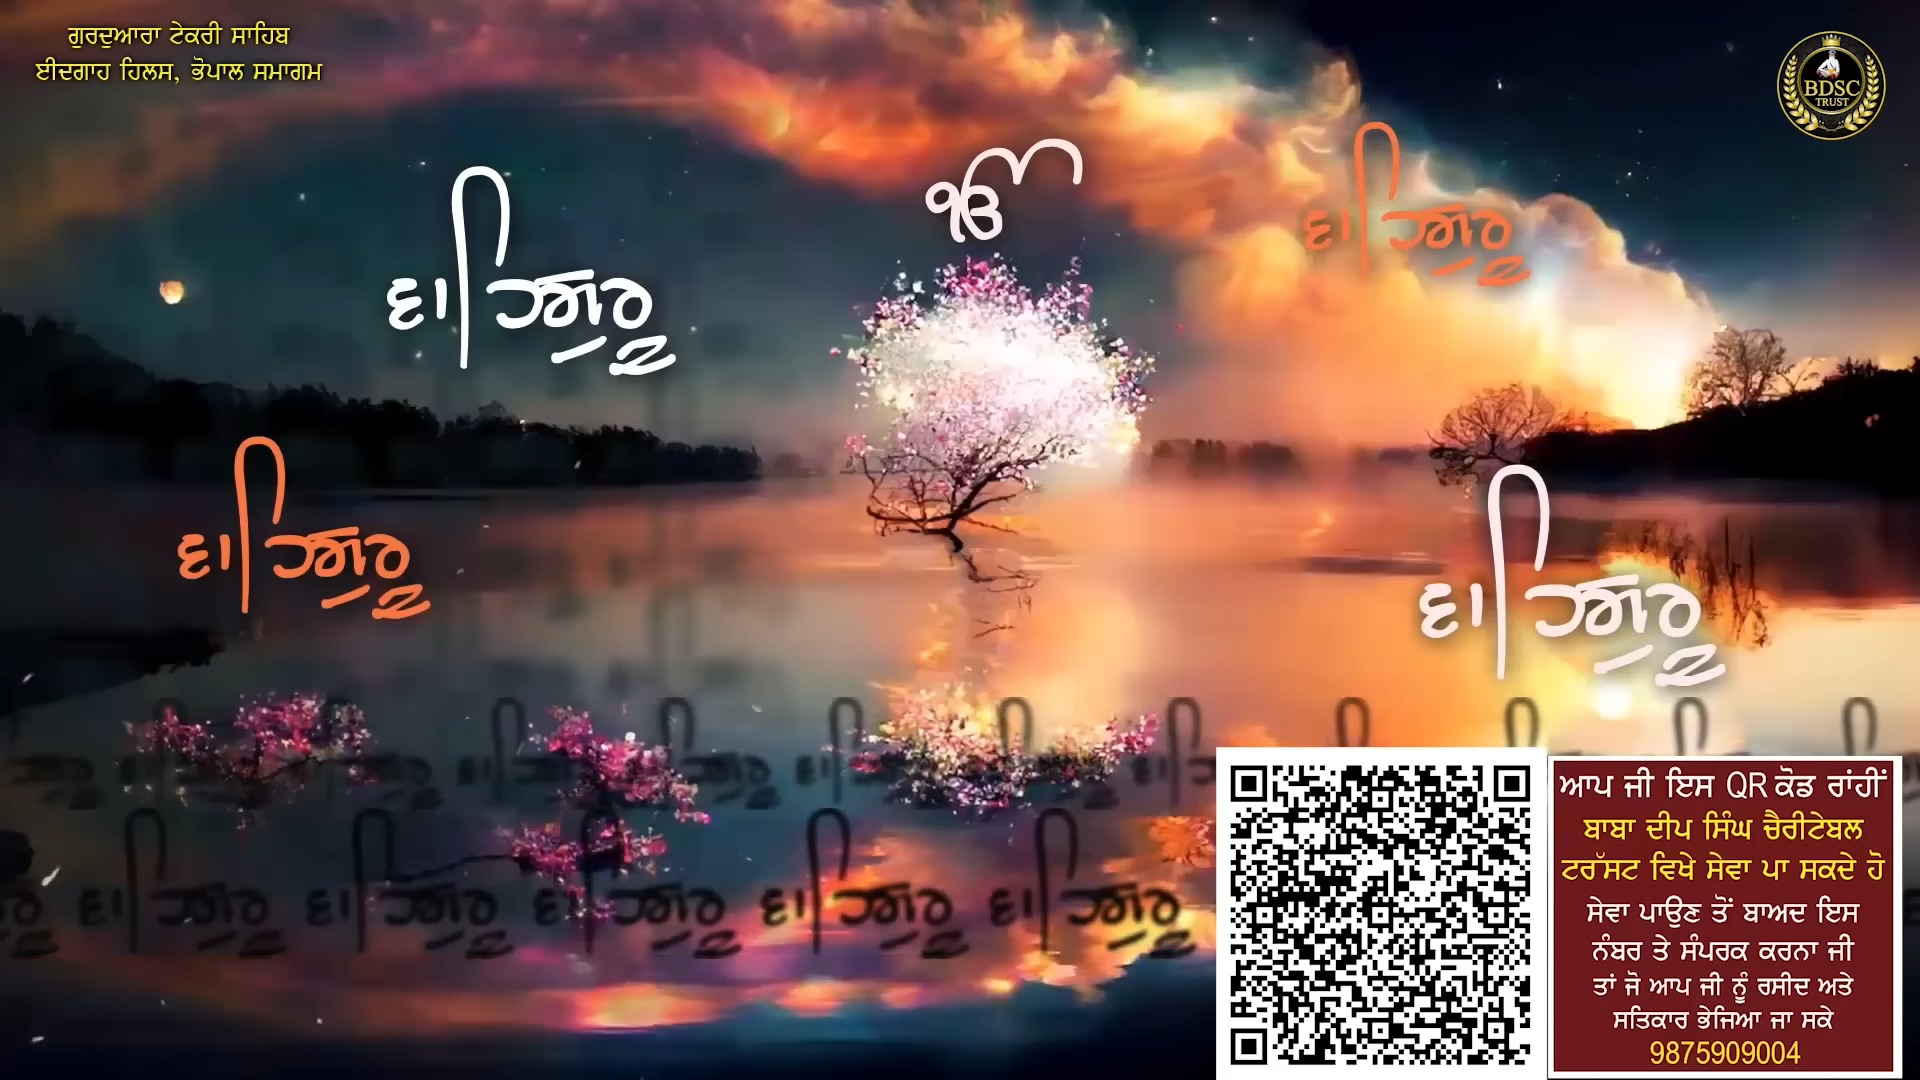 ਗੁਰਦੁਆਰਾ ਟੇਕਰੀ ਸਾਹਿਬ
ਈਦਗਾਹ ਹਿਲਸ, ਭੋਪਾਲ ਸਮਾਗਮ
BDSC
TRUST
ੴ
ਵਾਹਿਗੁਰੂ
ਵਾਹਿਗੁਰੂ
ਵਾਹਿਗੁਰੂ
ਵਾਹਿਗੁਰੂ
ਵਾਹਿਗੁਰੂ ਵਾਹਿਗੁਰੂ ਵਾਹਿਗੁਰੂ ਵਾਹਿਗੁਰੂ ਵਾਹਿਗੁਰੂ
ਆਪ ਜੀ ਇਸ QR ਕੋਡ ਰਾਂਹੀਂ
ਬਾਬਾ ਦੀਪ ਸਿੰਘ ਚੈਰੀਟੇਬਲ
ਟਰੱਸਟ ਵਿਖੇ ਸੇਵਾ ਪਾ ਸਕਦੇ ਹੋ
ਸੇਵਾ ਪਾਉਣ ਤੋਂ ਬਾਅਦ ਇਸ
ਨੰਬਰ ਤੇ ਸੰਪਰਕ ਕਰਨਾ ਜੀ
ਤਾਂ ਜੋ ਆਪ ਜੀ ਨੂੰ ਰਸੀਦ ਅਤੇ
ਸਤਿਕਾਰ ਭੇਜਿਆ ਜਾ ਸਕੇ
9875909004